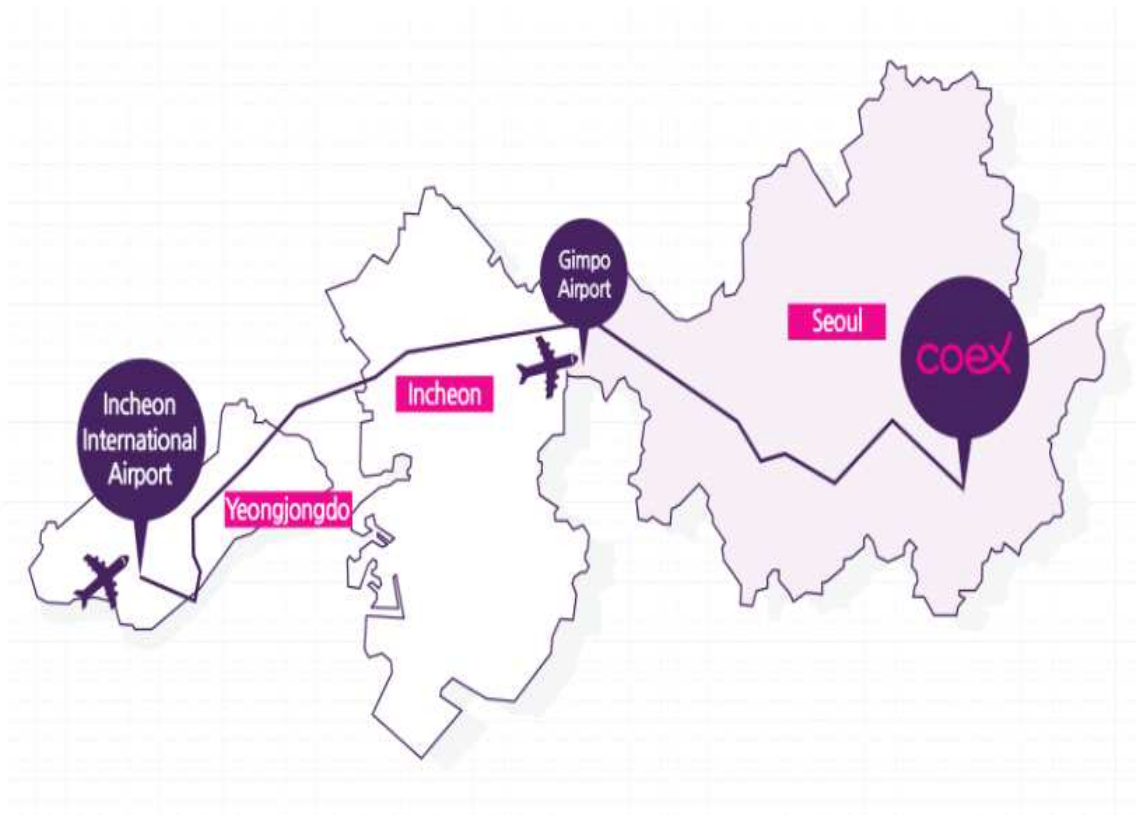 Gimpo
Airport
Seoul
coex
Incheon
Incheon
International
Airport
Yeongjongdo